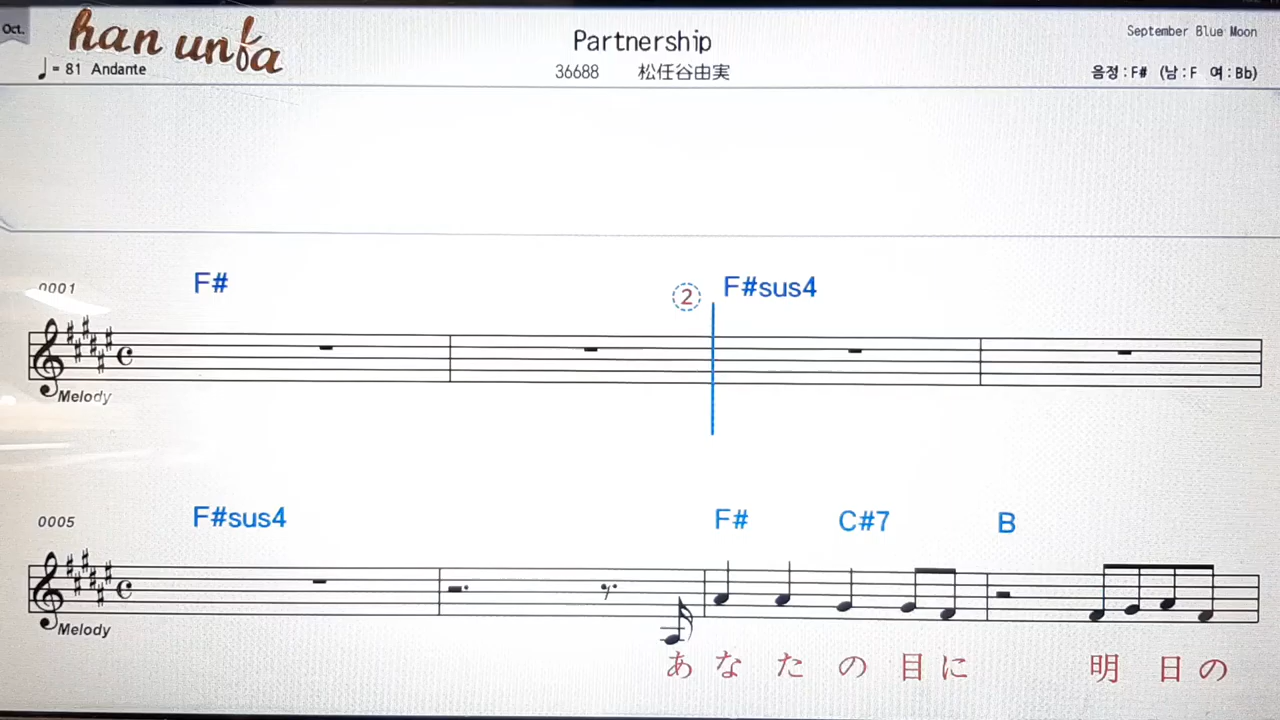 Oct.
han unba
Partnership
September Blue Moon
♩= 81 Andante
36688 松任谷由実
음정 : F# (남 : F 여 : Bb)
0001
F#
2
F#sus4
Melody
0005
F#sus4
F#
C#7
B
Melody
あ な た の 目 に 明 日 の